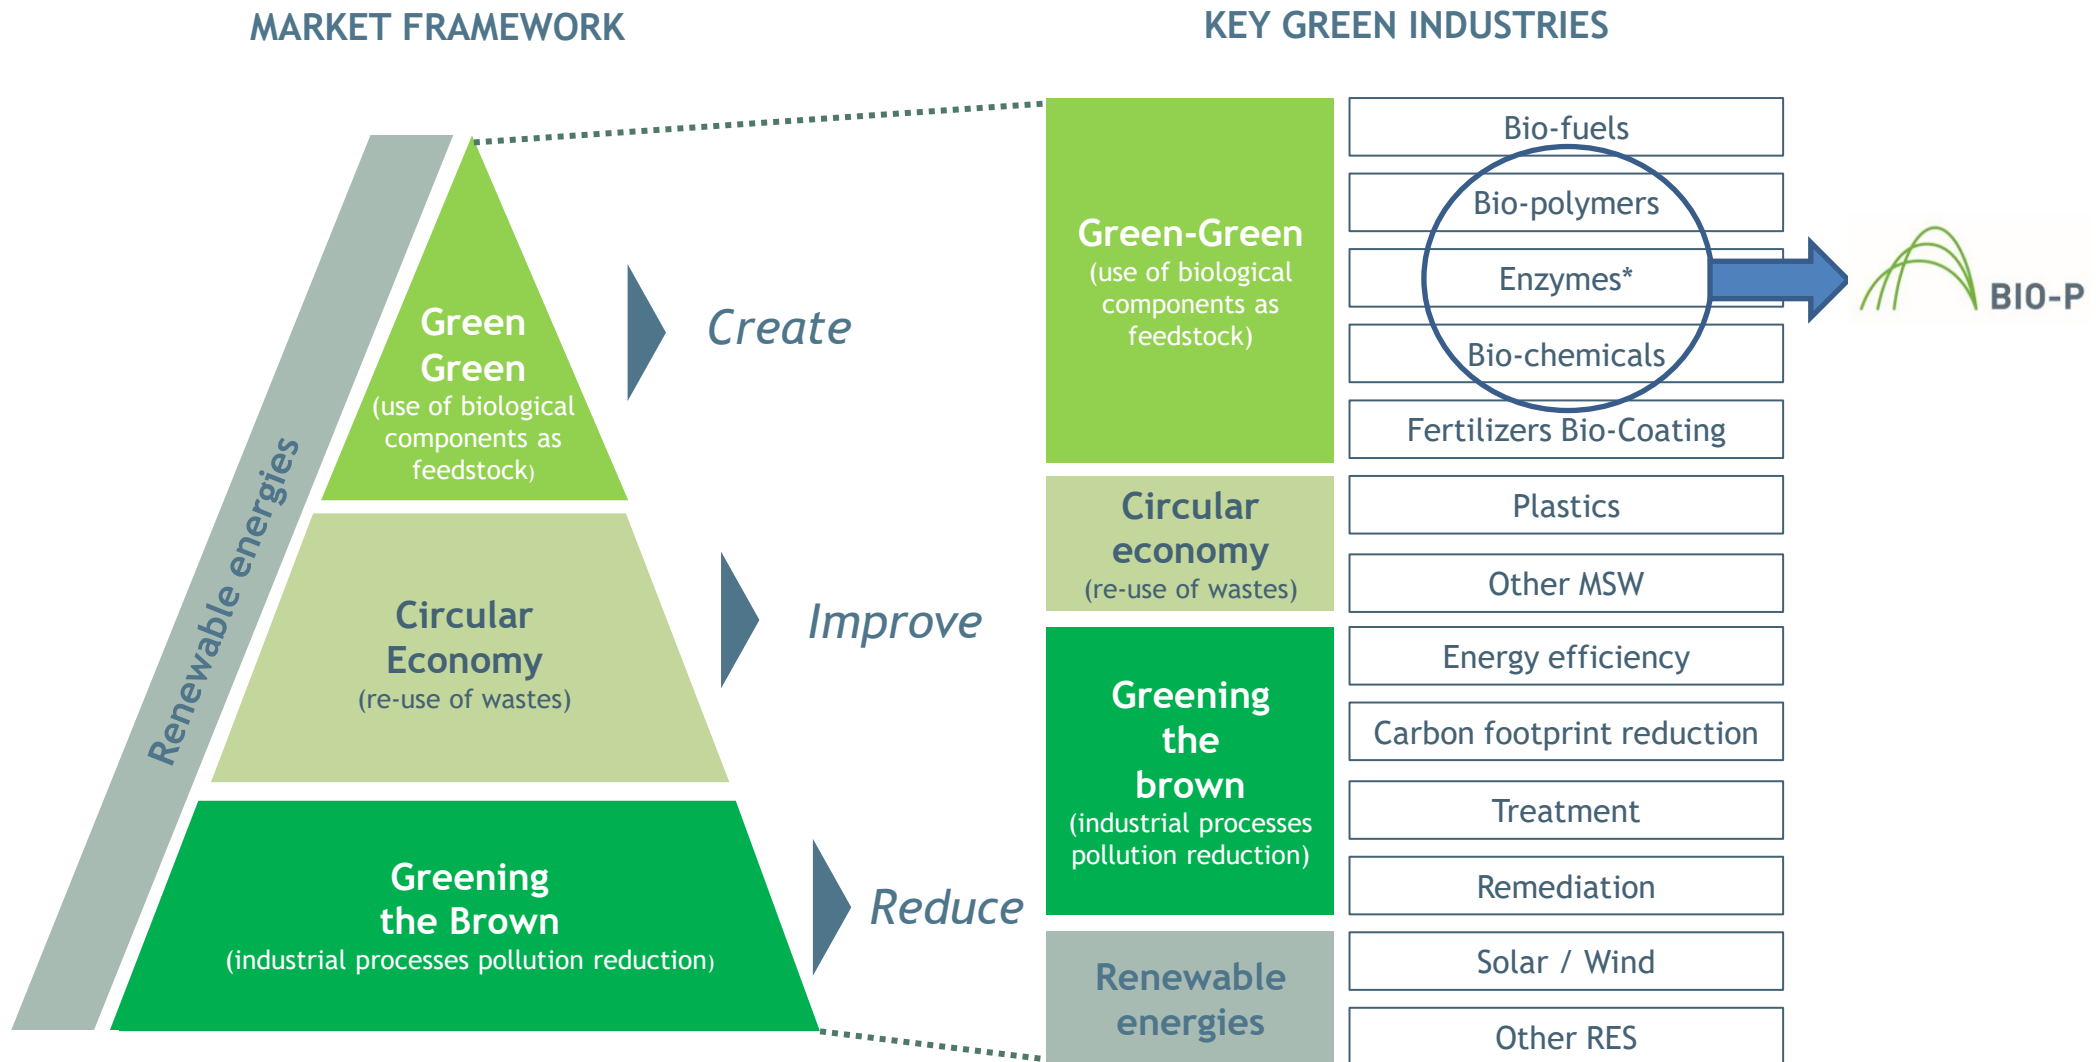 MARKET FRAMEWORK
KEY GREEN INDUSTRIES
Renewable energies
Green
Green
(use of biological
components as
feedstock)
Create
Circular
Economy
(re-use of wastes)
Improve
Greening
the Brown
(industrial processes pollution reduction)
Reduce
Green-Green
(use of biological
components as
feedstock)
Bio-fuels
Bio-polymers
Enzymes*
Bio-chemicals
Fertilizers Bio-Coating
BIO-P
Circular
economy
(re-use of wastes)
Plastics
Other MSW
Greening
the
brown
(industrial processes
pollution reduction)
Energy efficiency
Carbon footprint reduction
Treatment
Remediation
Renewable
energies
Solar / Wind
Other RES